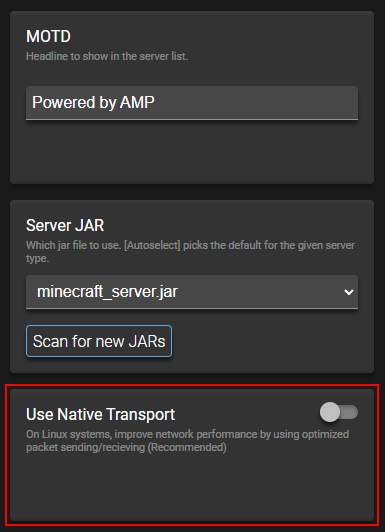 MOTD
Headline to show in the server list.
Powered by AMP
Server JAR
Which jar file to use. [Autoselect] picks the default for the given server
type.
minecraft_server.jar
Scan for new JARs
Use Native Transport
On Linux systems, improve network performance by using optimized
packet sending/recieving (Recommended)